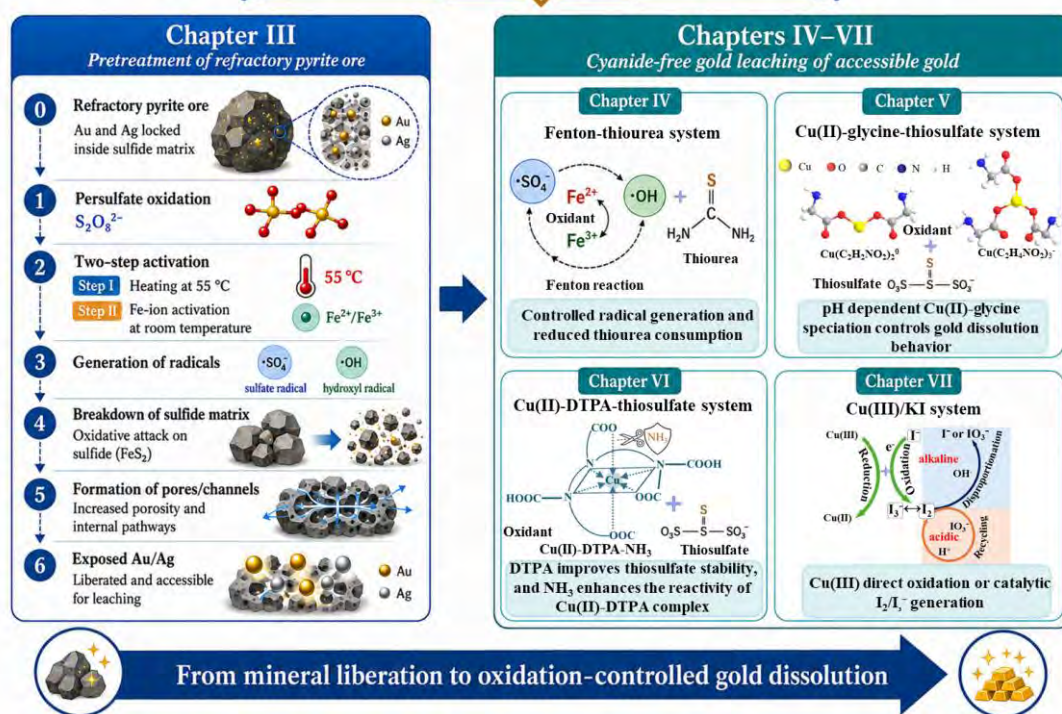 Chapter III
Pretreatment of refractory pyrite ore
0
Refractory pyrite ore
Au and Ag locked
inside sulfide matrix
Au
Ag
1
Persulfate oxidation
S₂O₈²⁻
2
Two-step activation
Step I Heating at 55 °C
Step II Fe-ion activation
at room temperature
55 °C
Fe²⁺/Fe³⁺
3
Generation of radicals
·SO₄⁻
sulfate radical
·OH
hydroxyl radical
4
Breakdown of sulfide matrix
Oxidative attack on
sulfide (FeS₂)
5
Formation of pores/channels
Increased porosity and
internal pathways
6
Exposed Au/Ag
Liberated and accessible
for leaching
Au
Ag
Chapters IV–VII
Cyanide-free gold leaching of accessible gold
Chapter IV
Fenton-thiourea system
·SO₄⁻
Fe²⁺
Oxidant
Fe³⁺
·OH
+
S
H₂N
NH₂
Thiourea
Fenton reaction
Controlled radical generation and
reduced thiourea consumption
Chapter V
Cu(II)-glycine-thiosulfate system
Cu O C N H
Oxidant
Cu(C₂H₂NO₂)₂⁰
Cu(C₂H₄NO₂)₃⁻
+
Thiosulfate
S
O₃S—S—SO₃⁻
pH dependent Cu(II)-glycine
speciation controls gold dissolution
behavior
Chapter VI
Cu(II)-DTPA-thiosulfate system
COO
NH₃
N
N
COOH
Cu
HOOC
N
OOC
OOC
Oxidant
Cu(II)-DTPA-NH₃
+
S
O₃S—S—SO₃⁻
Thiosulfate
DTPA improves thiosulfate stability,
and NH₃ enhances the reactivity of
Cu(II)-DTPA complex
Chapter VII
Cu(III)/KI system
Cu(III)
Reduction
Cu(II)
+
e⁻
I⁻
Oxidation
I₃⁻↔I₂
I⁻ or IO₃⁻
alkaline
OH⁻
Disproportionation
acidic
IO₃⁻
H⁺
Recycling
Cu(III) direct oxidation or catalytic
I₂/I₃⁻ generation
From mineral liberation to oxidation-controlled gold dissolution